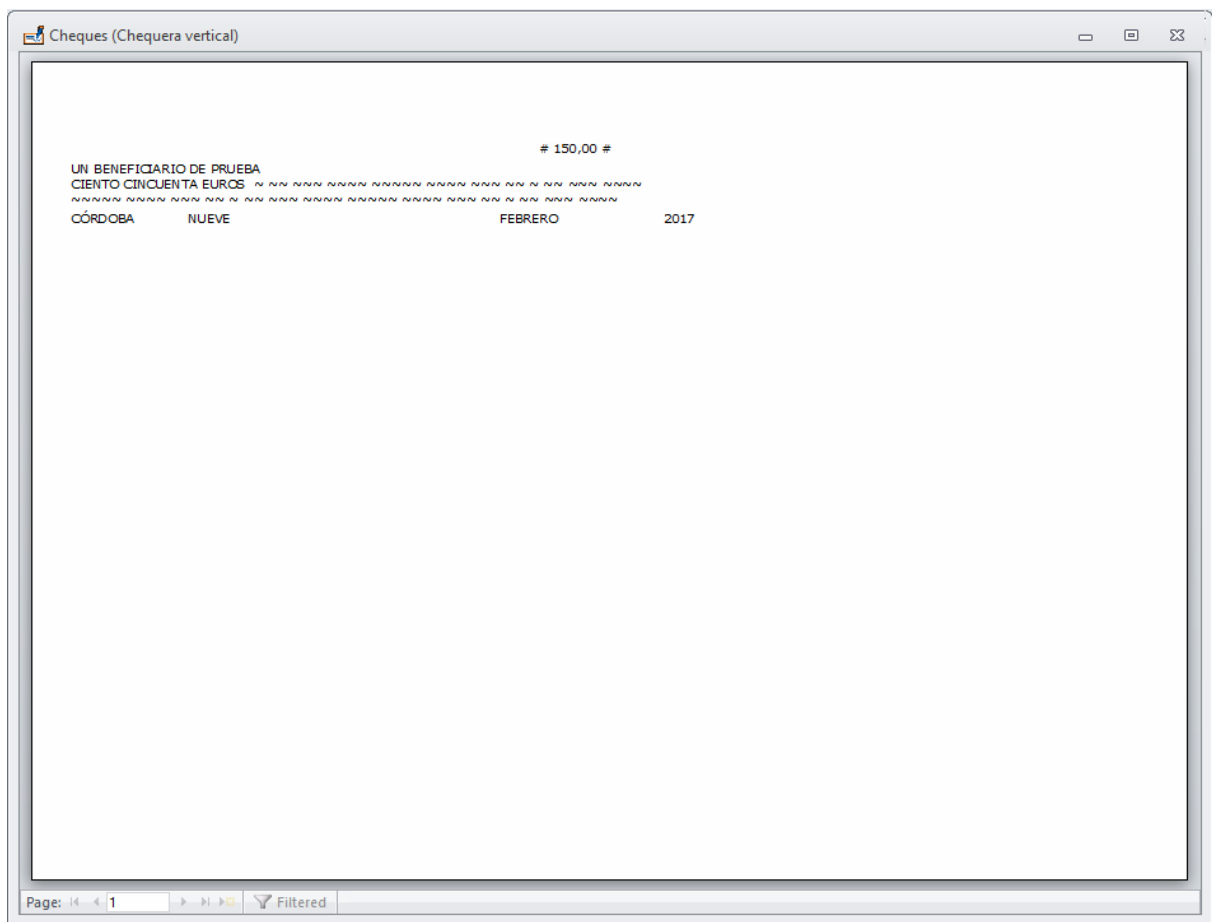 Cheques (Chequera vertical)
# 150,00 #
UN BENEFICIARIO DE PRUEBA
CIENTO CINCUENTA EUROS ~ ~~ ~~~ ~~~~ ~~~~~ ~~~~ ~~~ ~~ ~ ~~ ~~~ ~~~~
~~~~~ ~~~~ ~~~ ~~ ~ ~~ ~~~ ~~~~ ~~~~~ ~~~~ ~~~ ~~ ~ ~~ ~~~ ~~~~
CÓRDOBA NUEVE FEBRERO 2017
Page: 1 Filtered